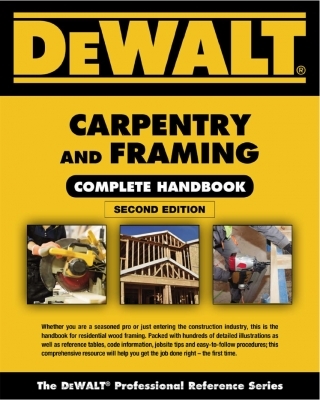 DEWALT®
CARPENTRY
AND FRAMING
COMPLETE HANDBOOK
SECOND EDITION
Whether you are a seasoned pro or just entering the construction industry, this is the
handbook for residential wood framing. Packed with hundreds of detailed illustrations as
well as reference tables, code information, jobsite tips and easy-to-follow procedures; this
comprehensive resource will help you get the job done right – the first time.
The DEWALT® Professional Reference Series